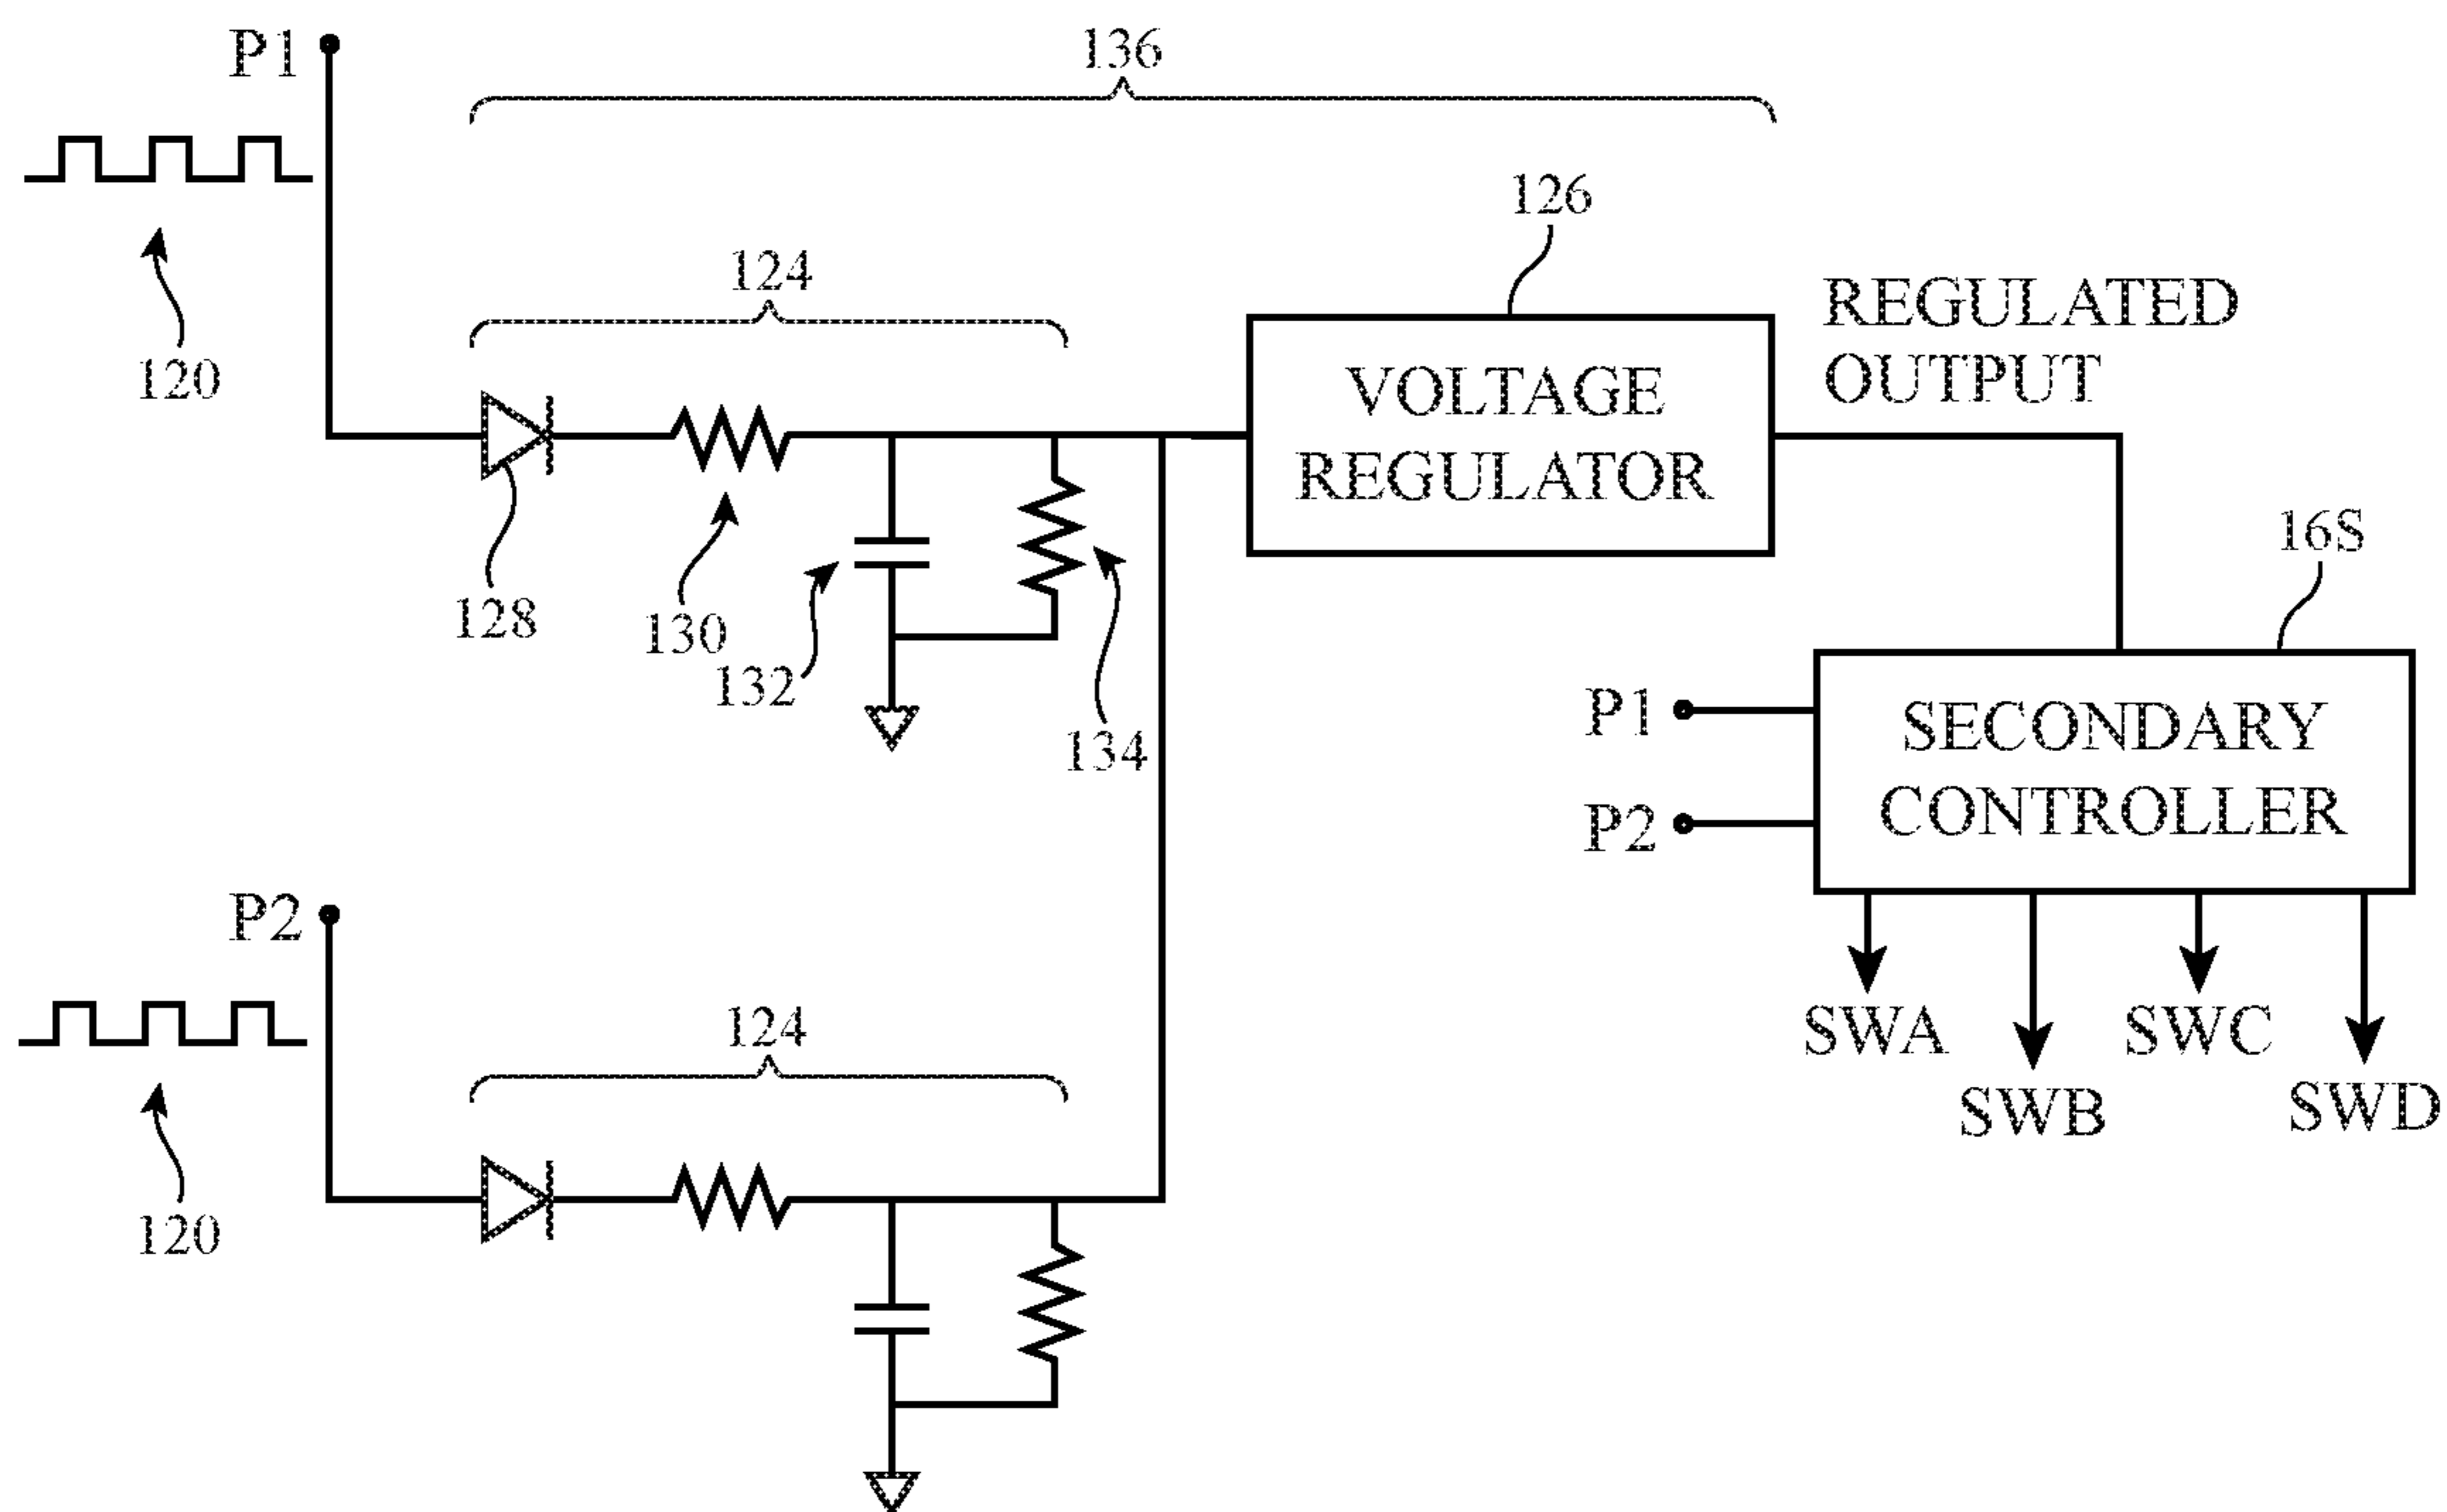 P1
136
126
124
120
REGULATED
OUTPUT
VOLTAGE
REGULATOR
16S
128
130
132
134
P1
SECONDARY
CONTROLLER
P2
P2
SWA
SWC
SWB
SWD
124
120